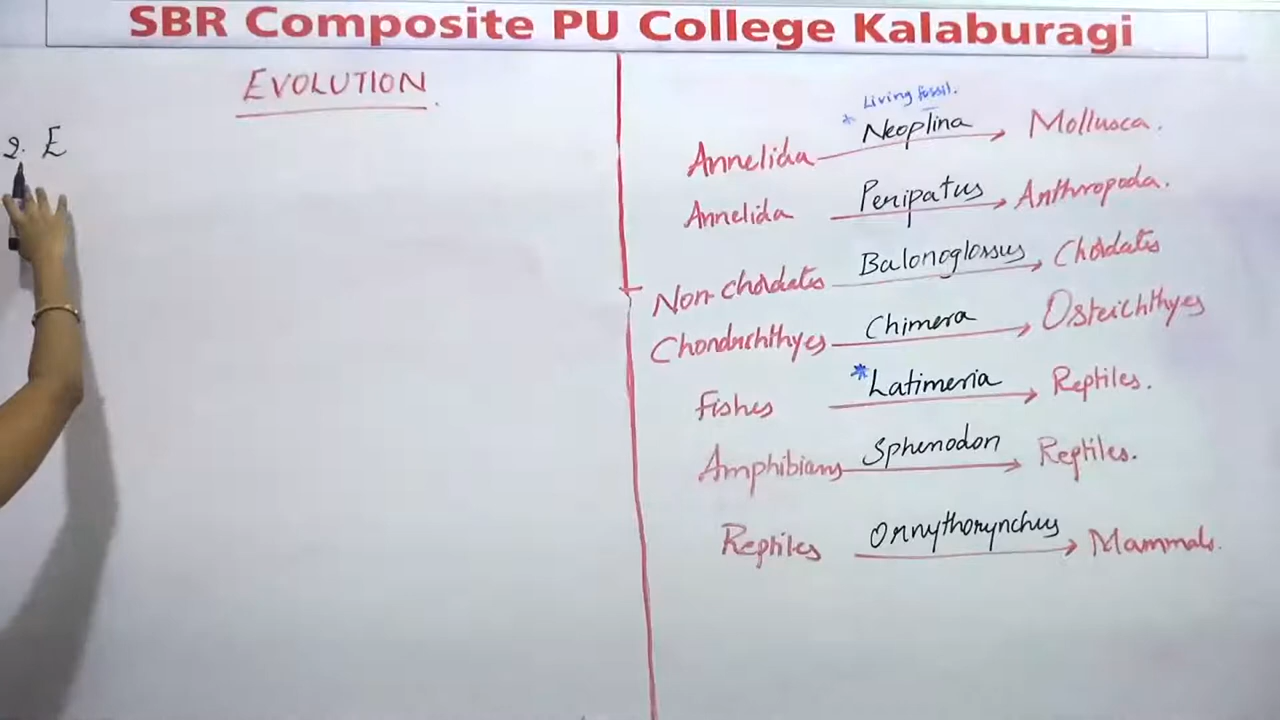 SBR Composite PU College Kalaburagi
EVOLUTION.
2. E
Living fossil.
Annelida * Neoplina → Mollusca.
Annelida Peripatus → Anthropoda.
Non-Chordates Balonoglossus → Chordates
Chondrichthyes Chimera → Osteichthyes
Fishes * Latimeria → Reptiles.
Amphibians Sphenodon → Reptiles.
Reptiles Ornythorynchus → Mammals.